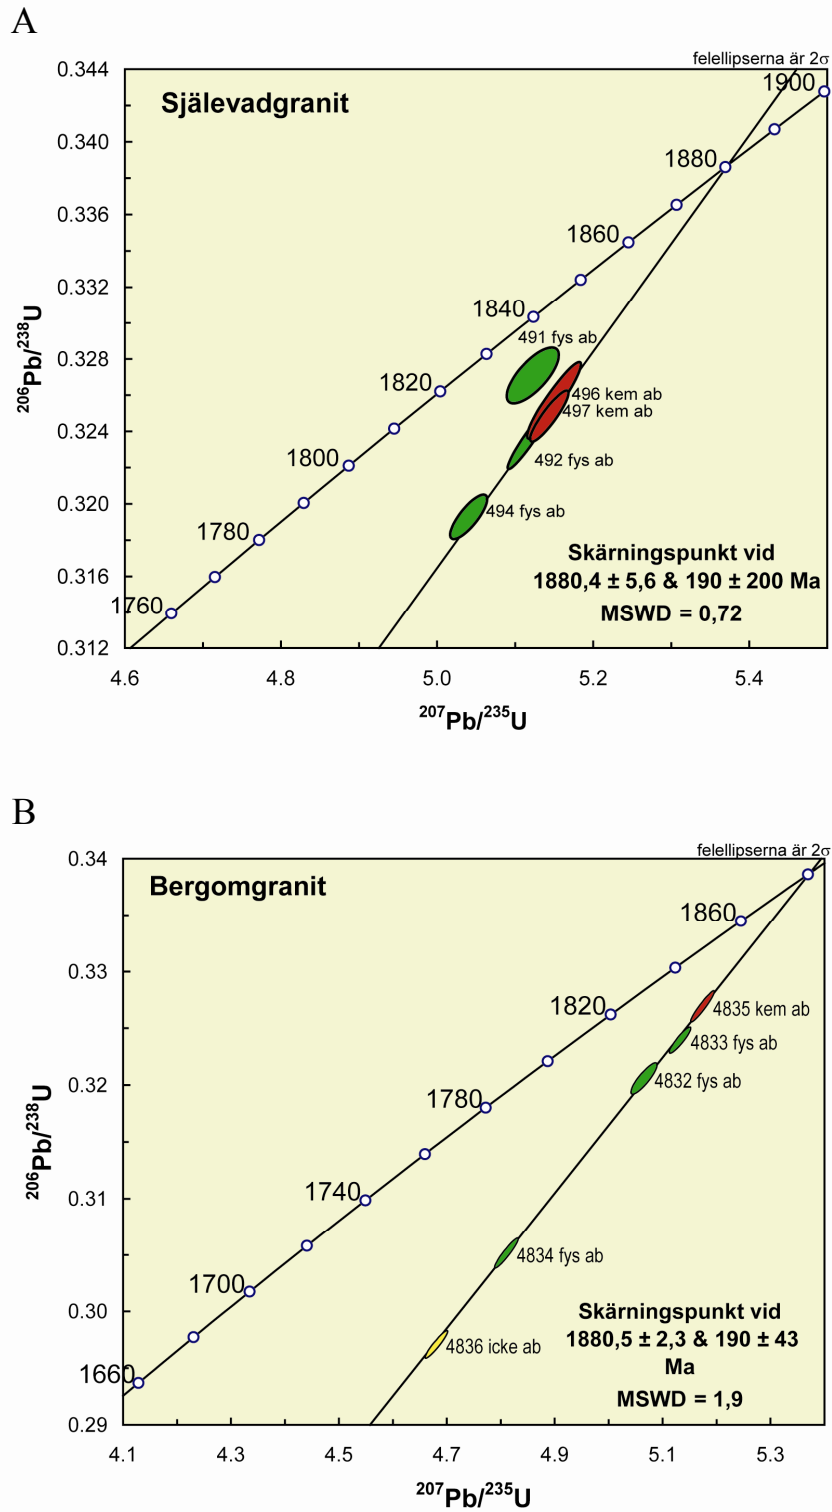 A
felellipserna är 2σ
0.344
1900
Själevadgranit
0.340
1880
0.336
1860
0.332
1840
491 fys ab
0.328
1820
496 kem ab
497 kem ab
0.324
1800
492 fys ab
0.320
494 fys ab
1780
Skärningspunkt vid
0.316
1880,4 ± 5,6 & 190 ± 200 Ma
1760
MSWD = 0,72
0.312
²⁰⁶Pb/²³⁸U
4.6 4.8 5.0 5.2 5.4
²⁰⁷Pb/²³⁵U
B
felellipserna är 2σ
0.34
Bergomgranit
1860
0.33
1820
4835 kem ab
4833 fys ab
0.32
4832 fys ab
1780
0.31
1740
4834 fys ab
1700
0.30
Skärningspunkt vid
1880,5 ± 2,3 & 190 ± 43
4836 icke ab
Ma
1660
MSWD = 1,9
0.29
²⁰⁶Pb/²³⁸U
4.1 4.3 4.5 4.7 4.9 5.1 5.3
²⁰⁷Pb/²³⁵U